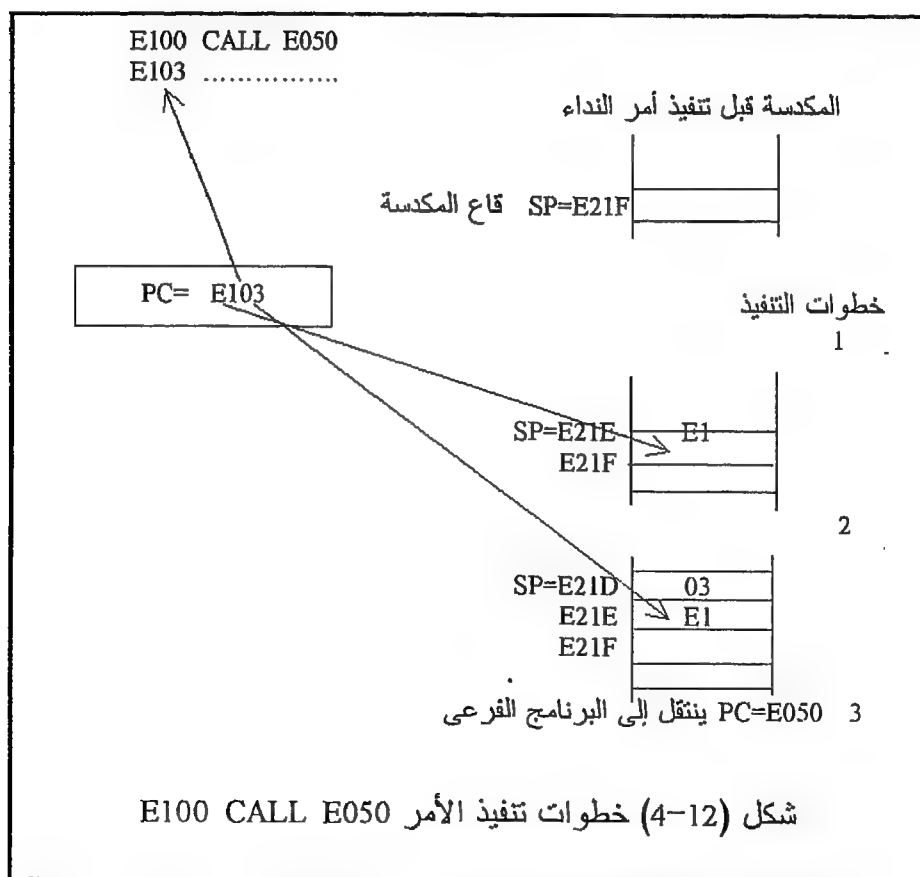 E100 CALL E050
E103 ................
المكدسة قبل تنفيذ أمر النداء
SP=E21F قاع المكدسة
PC= E103
خطوات التنفيذ
1
SP=E21E E1
E21F
2
SP=E21D 03
E21E E1
E21F
3 PC=E050 ينتقل إلى البرنامج الفرعى
شكل (4-12) خطوات تنفيذ الأمر E100 CALL E050